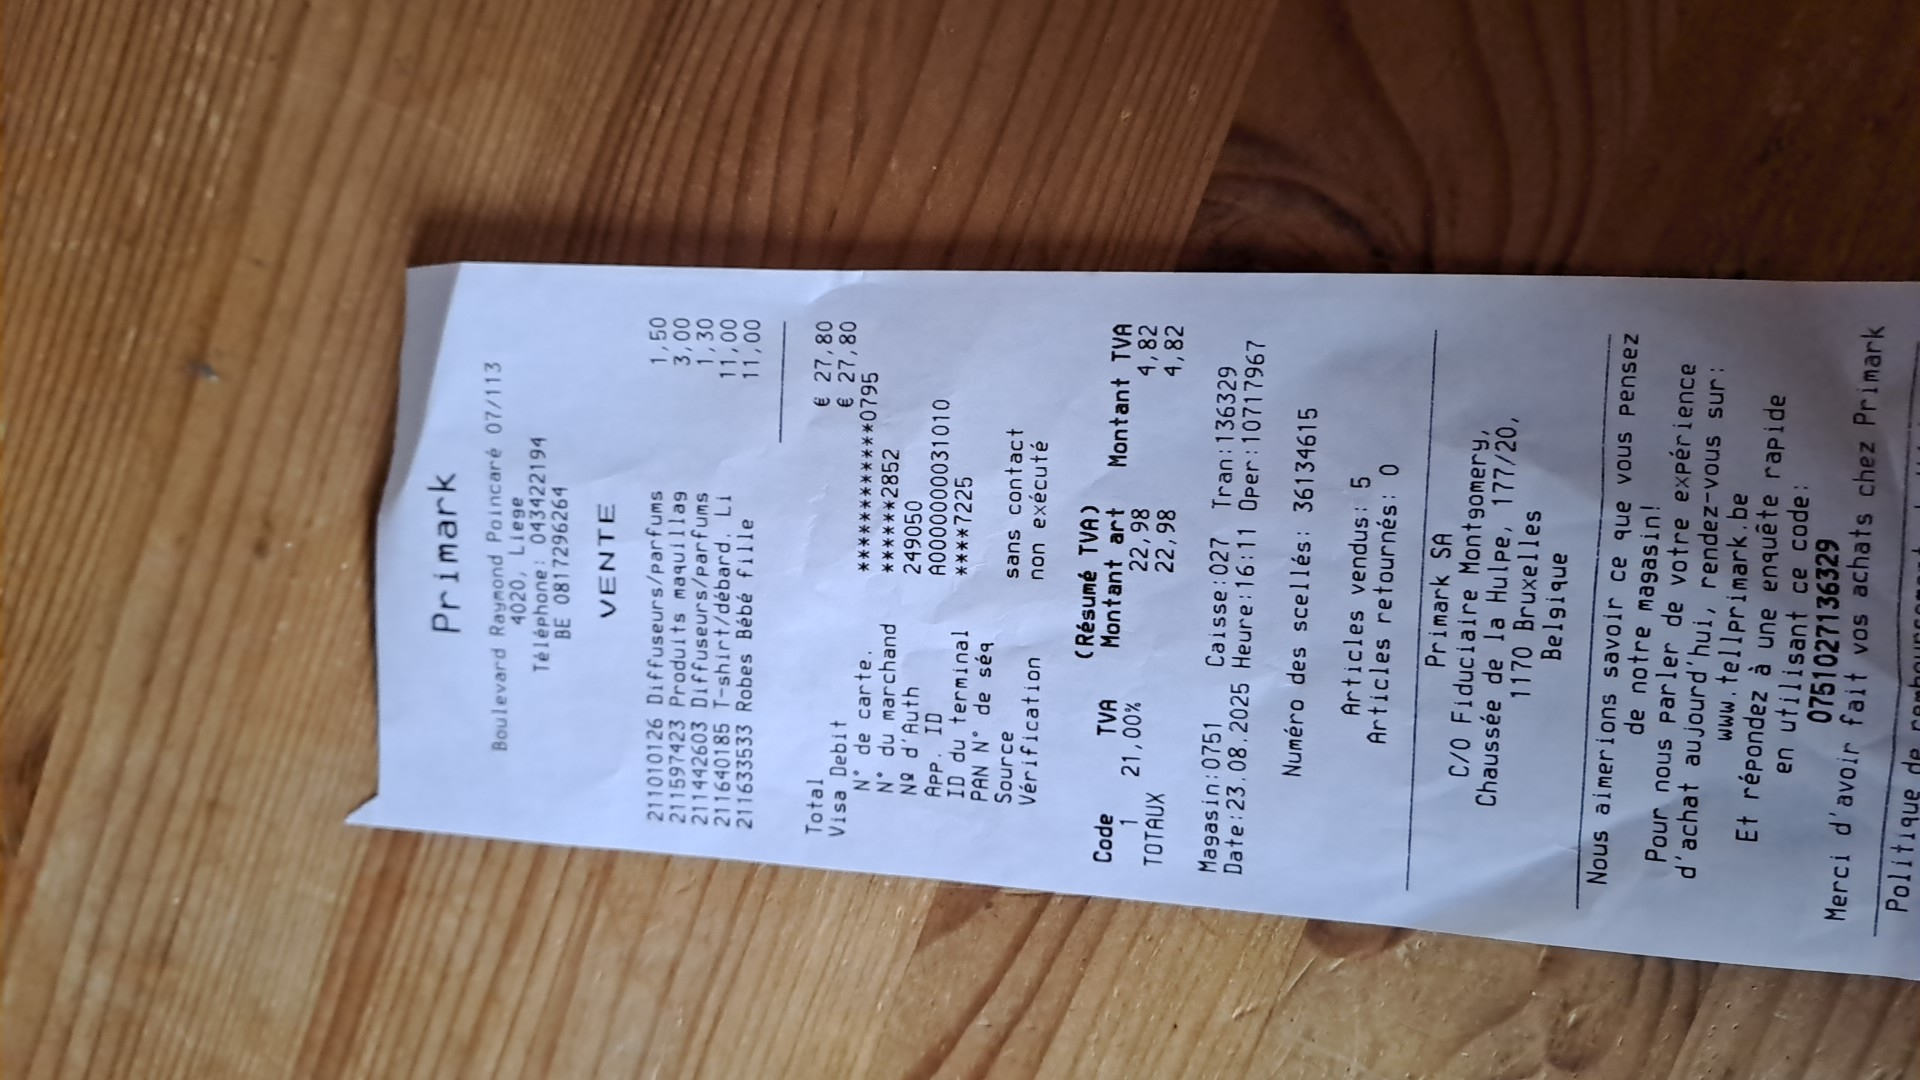 Primark
Boulevard Raymond Poincaré 07/113
4020, Liege
Téléphone: 043422194
BE 0817296264
VENTE
211010126 Diffuseurs/parfums 1,50
211597423 Produits maquillag 3,00
211442603 Diffuseurs/parfums 1,30
211640185 T-shirt/débard. Li 11,00
211633533 Robes Bébé fille 11,00
Total € 27,80
Visa Debit € 27,80
N° de carte. ************0795
N° du marchand *****2852
Nº d'Auth 249050
App. ID A0000000031010
ID du terminal ****7225
PAN N° de séq
Source sans contact
Vérification non exécuté
(Résumé TVA)
Code TVA Montant art Montant TVA
1 21,00% 22,98 4,82
TOTAUX 22,98 4,82
Magasin:0751 Caisse:027 Tran:136329
Date:23.08.2025 Heure:16:11 Oper:10717967
Numéro des scellés: 36134615
Articles vendus: 5
Articles retournés: 0
Primark SA
C/O Fiduciaire Montgomery,
Chaussée de la Hulpe, 177/20,
1170 Bruxelles
Belgique
Nous aimerions savoir ce que vous pensez
de notre magasin!
Pour nous parler de votre expérience
d'achat aujourd'hui, rendez-vous sur:
www.tellprimark.be
Et répondez à une enquête rapide
en utilisant ce code:
0751027136329
Merci d'avoir fait vos achats chez Primark
Politique de